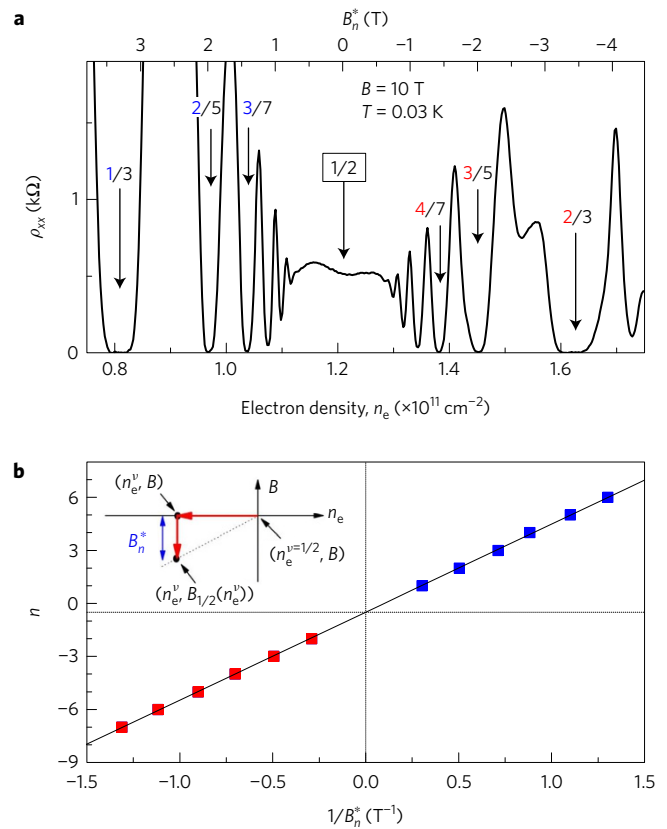 a
B*n (T)
3 2 1 0 −1 −2 −3 −4
B = 10 T
T = 0.03 K
2/5 3/7
1/2
3/5
1/3
4/7
2/3
1
0
ρxx (kΩ)
0.8 1.0 1.2 1.4 1.6
Electron density, ne (×10¹¹ cm⁻²)
b
(nνe, B)
B
ne
B*n
(nν=1/2e, B)
(nνe, B1/2(nνe))
6
3
0
−3
−6
−9
n
−1.5 −1.0 −0.5 0.0 0.5 1.0 1.5
1/B*n (T⁻¹)